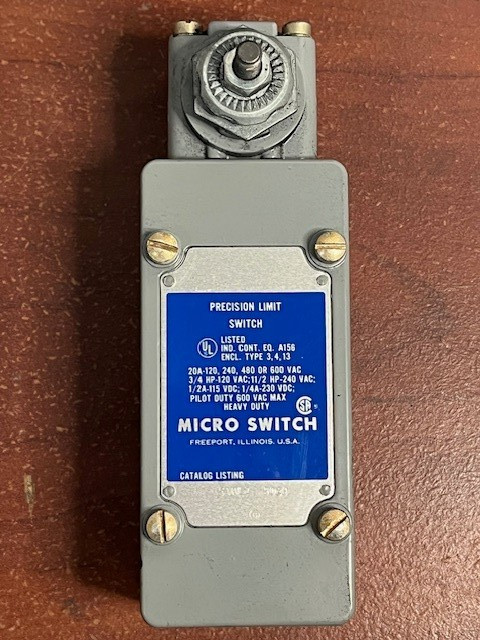 PRECISION LIMIT
SWITCH
UL
LISTED
IND. CONT. EQ. A156
ENCL. TYPE 3,4,13
20A-120, 240, 480 OR 600 VAC
3/4 HP-120 VAC;11/2 HP-240 VAC;
1/2A-115 VDC; 1/4A-230 VDC;
PILOT DUTY 600 VAC MAX
HEAVY DUTY
MICRO SWITCH
FREEPORT, ILLINOIS, U.S.A.
CATALOG LISTING